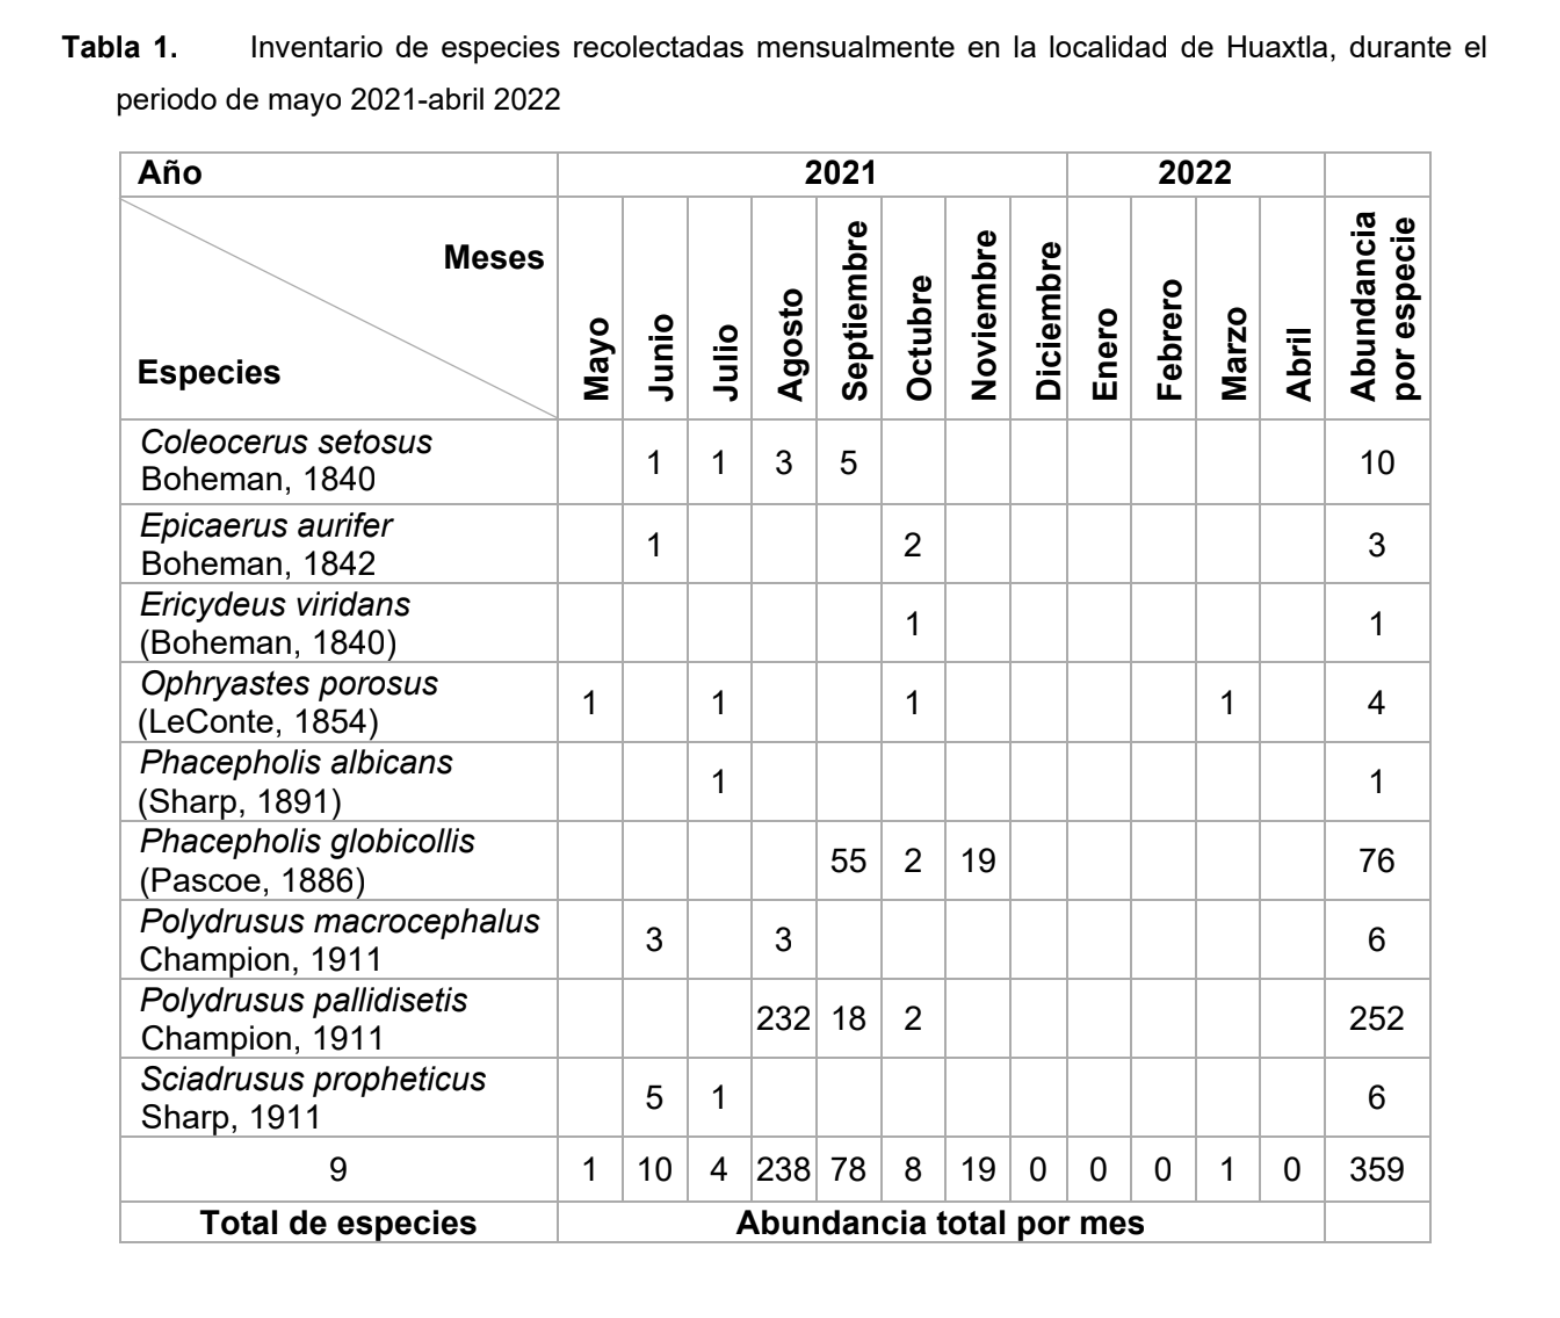 Tabla 1. Inventario de especies recolectadas mensualmente en la localidad de Huaxtla, durante el
periodo de mayo 2021-abril 2022
Año 2021 2022
Meses
Especies
Mayo
Junio
Julio
Agosto
Septiembre
Octubre
Noviembre
Diciembre
Enero
Febrero
Marzo
Abril
Abundancia
por especie
Coleocerus setosus
Boheman, 1840
1 1 3 5 10
Epicaerus aurifer
Boheman, 1842
1 2 3
Ericydeus viridans
(Boheman, 1840)
1 1
Ophryastes porosus
(LeConte, 1854)
1 1 1 1 4
Phacepholis albicans
(Sharp, 1891)
1 1
Phacepholis globicollis
(Pascoe, 1886)
55 2 19 76
Polydrusus macrocephalus
Champion, 1911
3 3 6
Polydrusus pallidisetis
Champion, 1911
232 18 2 252
Sciadrusus propheticus
Sharp, 1911
5 1 6
9 1 10 4 238 78 8 19 0 0 0 1 0 359
Total de especies Abundancia total por mes